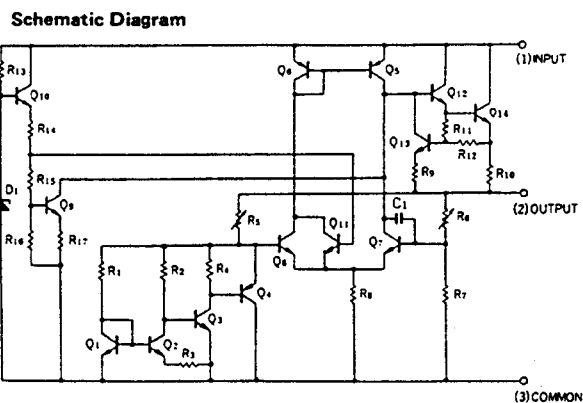 Schematic Diagram
(1) INPUT
R13
Q10
Q6
Q5
Q12
Q14
R14
Q13
R11
R12
R15
R9
R10
D1
Q9
C1
(2) OUTPUT
R5
Q11
R6
R16
R17
Q7
Q6
R1
R2
R4
Q4
R8
R7
Q3
Q1
Q2
R3
(3) COMMON